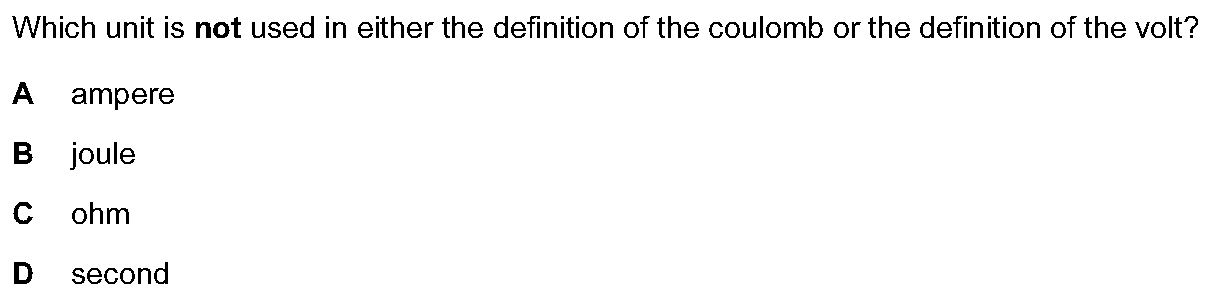 Which unit is not used in either the definition of the coulomb or the definition of the volt?
A ampere
B joule
C ohm
D second